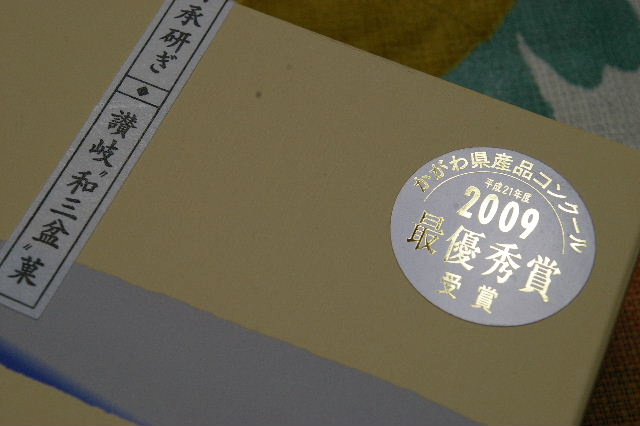 承研ぎ◆讃岐"和三盆"菓
かがわ県産品コンクール
平成21年度
2009
最優秀賞
受賞